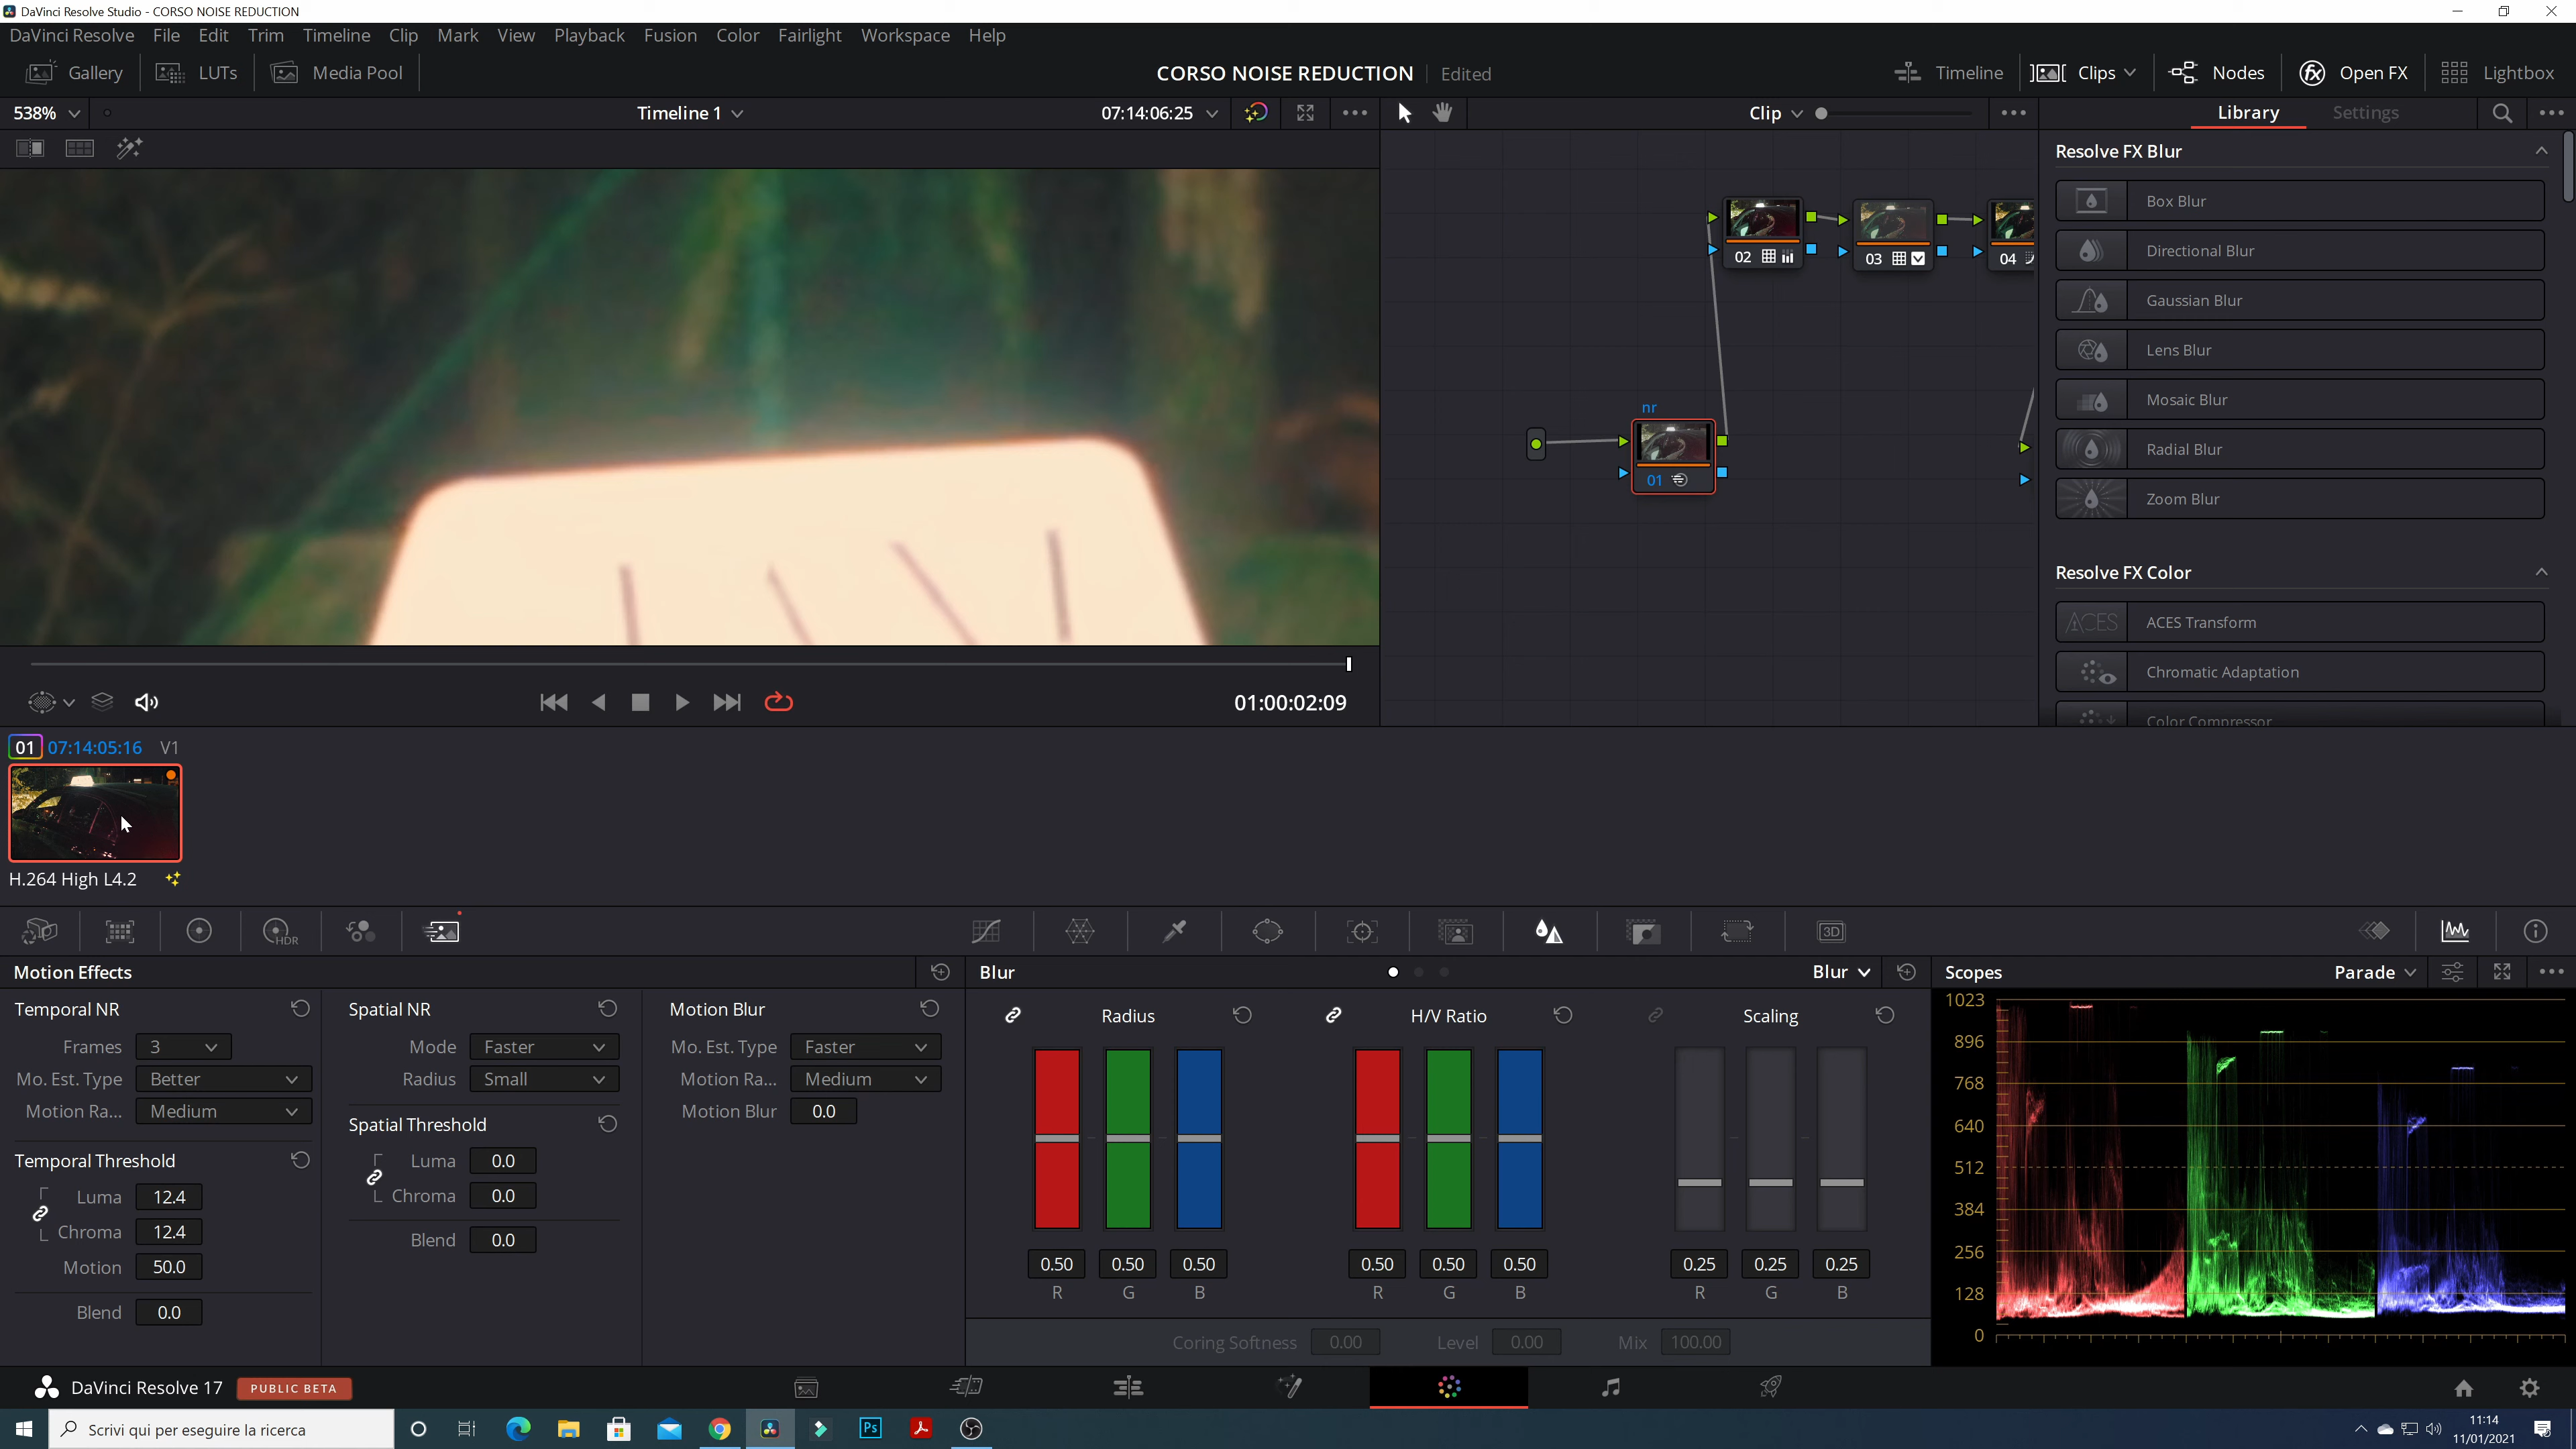 DaVinci Resolve Studio - CORSO NOISE REDUCTION
DaVinci Resolve File Edit Trim Timeline Clip Mark View Playback Fusion Color Fairlight Workspace Help
Gallery LUTs Media Pool CORSO NOISE REDUCTION Edited Timeline Clips Nodes Open FX Lightbox
538% Timeline 1 07:14:06:25 Clip Library Settings
Resolve FX Blur
Box Blur
Directional Blur
Gaussian Blur
Lens Blur
Mosaic Blur
Radial Blur
Zoom Blur
Resolve FX Color
ACES ACES Transform
Chromatic Adaptation
Color Compressor
02 03 04
nr
01
01:00:02:09
01 07:14:05:16 V1
H.264 High L4.2
HDR 3D
Motion Effects
Temporal NR
Frames 3
Mo. Est. Type Better
Motion Ra... Medium
Temporal Threshold
Luma 12.4
Chroma 12.4
Motion 50.0
Blend 0.0
Spatial NR
Mode Faster
Radius Small
Spatial Threshold
Luma 0.0
Chroma 0.0
Blend 0.0
Motion Blur
Mo. Est. Type Faster
Motion Ra... Medium
Motion Blur 0.0
Blur Blur
Radius H/V Ratio Scaling
0.50 0.50 0.50 0.50 0.50 0.50 0.25 0.25 0.25
R G B R G B R G B
Coring Softness 0.00 Level 0.00 Mix 100.00
Scopes Parade
1023
896
768
640
512
384
256
128
0
DaVinci Resolve 17 PUBLIC BETA
Scrivi qui per eseguire la ricerca
Ps
11:14
11/01/2021